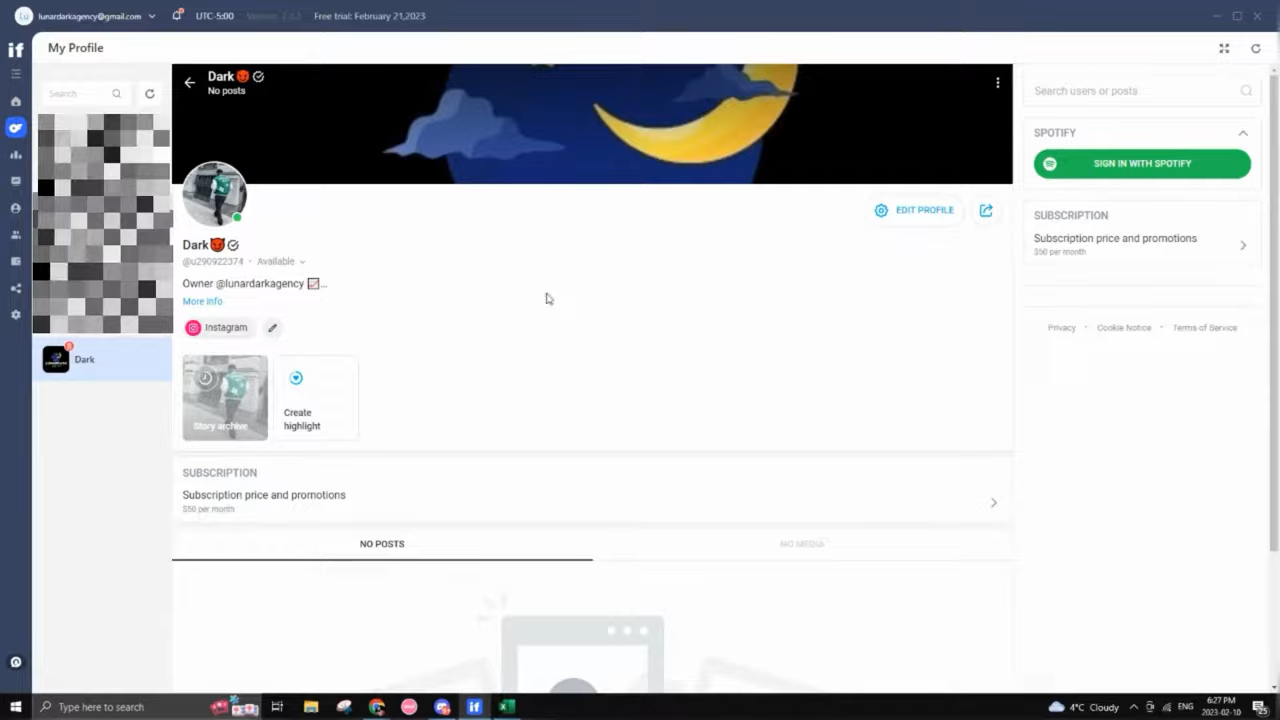 Lu lunardarkagency@gmail.com UTC-5:00 Free trial: February 21,2023
if My Profile
Search
Dark
No posts
Search users or posts
SPOTIFY
SIGN IN WITH SPOTIFY
EDIT PROFILE
SUBSCRIPTION
Subscription price and promotions
$50 per month
Dark
@u290922374 • Available
Owner @lunardarkagency 📈...
More info
Instagram
Privacy · Cookie Notice · Terms of Service
Dark
Story archive
Create
highlight
SUBSCRIPTION
Subscription price and promotions
$50 per month
NO POSTS NO MEDIA
Type here to search
if
4°C Cloudy ENG 6:27 PM
2023-02-10
25